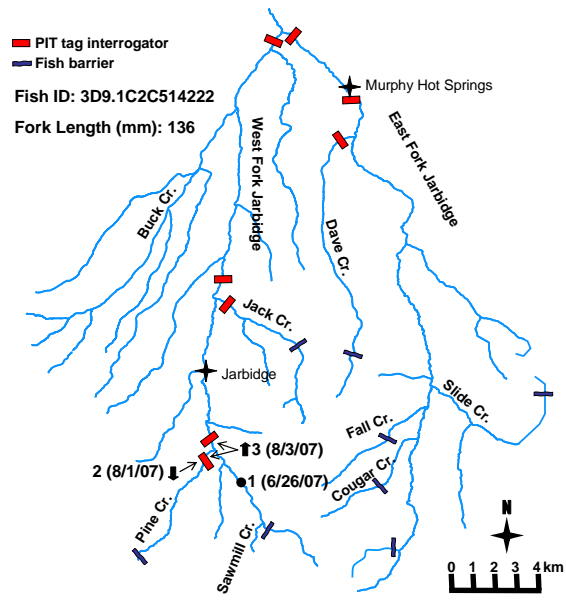 PIT tag interrogator
Fish barrier
Fish ID: 3D9.1C2C514222
Fork Length (mm): 136
Murphy Hot Springs
West Fork Jarbidge
East Fork Jarbidge
Buck Cr.
Dave Cr.
Jack Cr.
Jarbidge
Slide Cr.
Fall Cr.
Cougar Cr.
3 (8/3/07)
2 (8/1/07)
1 (6/26/07)
Pine Cr.
Sawmill Cr.
N
0 1 2 3 4 km